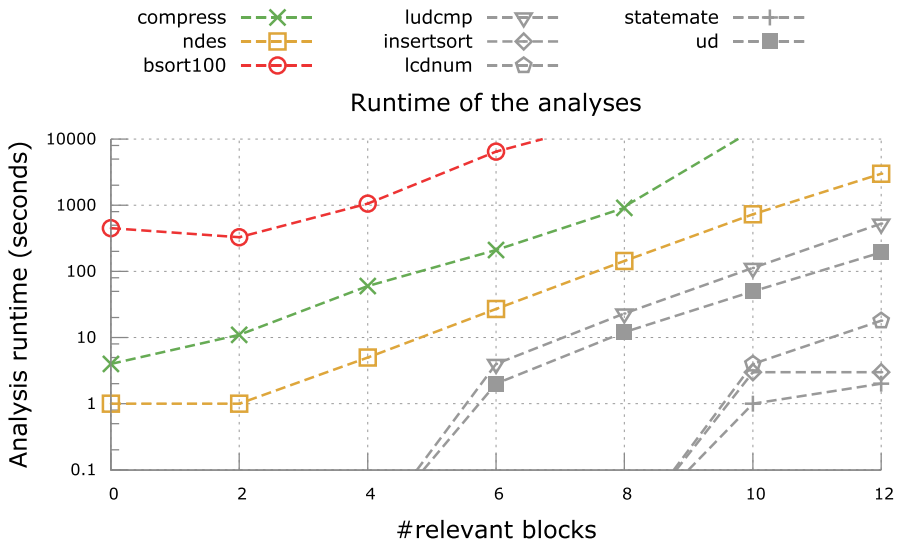 compress ludcmp statemate
ndes insertsort ud
bsort100 lcdnum
Runtime of the analyses
Analysis runtime (seconds)
10000
1000
100
10
1
0.1
0 2 4 6 8 10 12
#relevant blocks